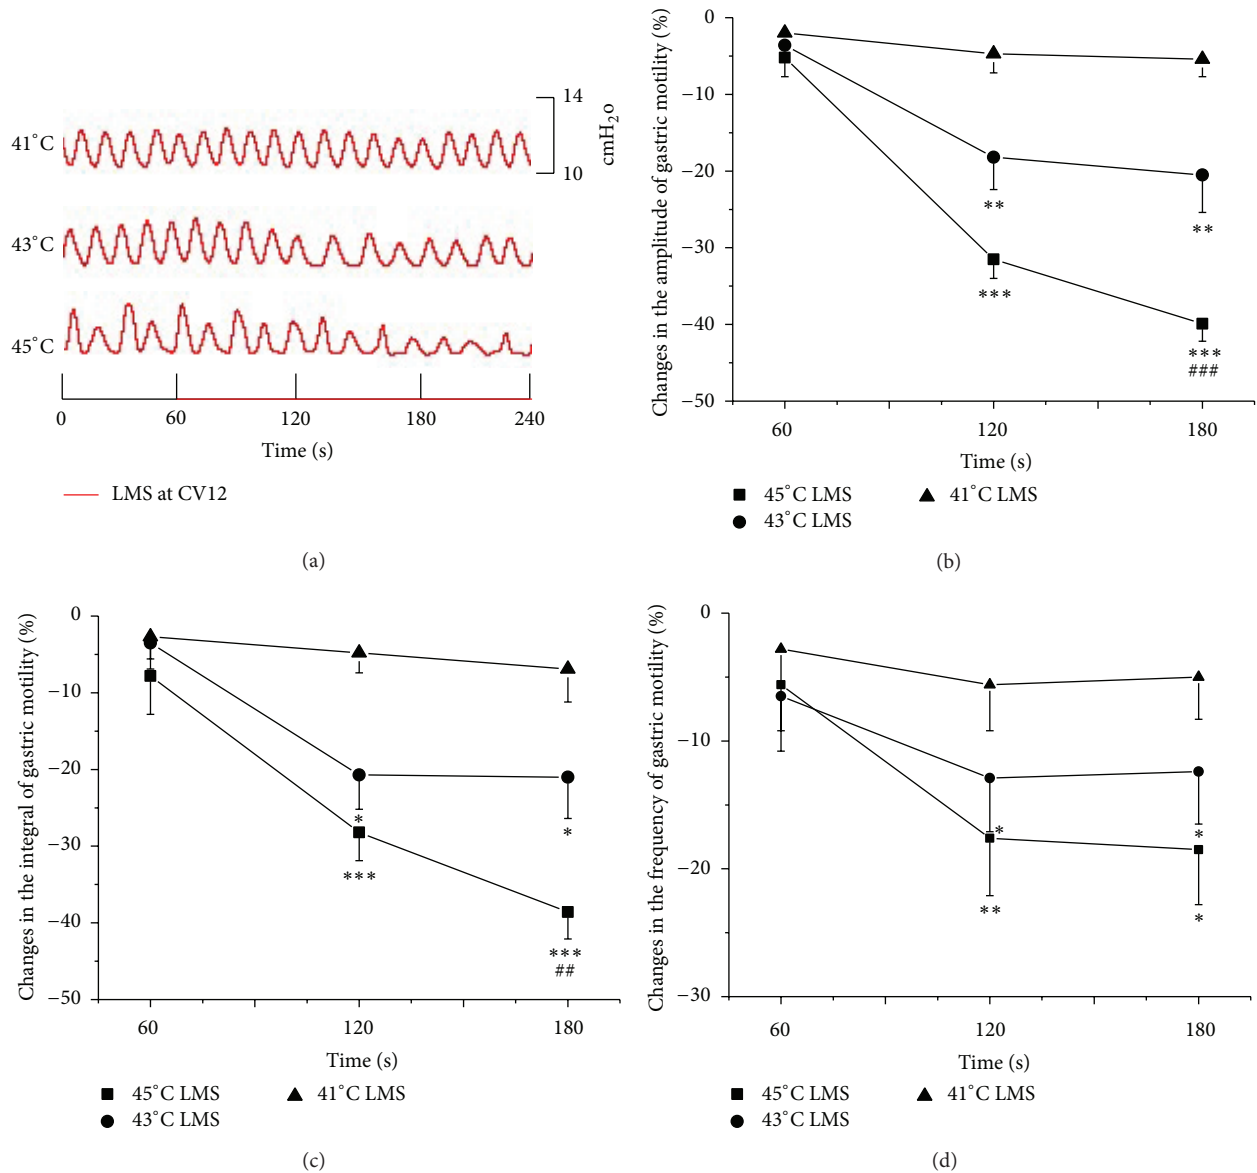 41°C
43°C
45°C
14
10
cmH₂o
0 60 120 180 240
Time (s)
LMS at CV12
(a)
Changes in the amplitude of gastric motility (%)
0
−10
−20
−30
−40
−50
**
**
***
***
###
60 120 180
Time (s)
45°C LMS
43°C LMS
41°C LMS
(b)
Changes in the integral of gastric motility (%)
0
−10
−20
−30
−40
−50
*
*
***
***
##
60 120 180
Time (s)
45°C LMS
43°C LMS
41°C LMS
(c)
Changes in the frequency of gastric motility (%)
0
−10
−20
−30
*
*
**
*
60 120 180
Time (s)
45°C LMS
43°C LMS
41°C LMS
(d)